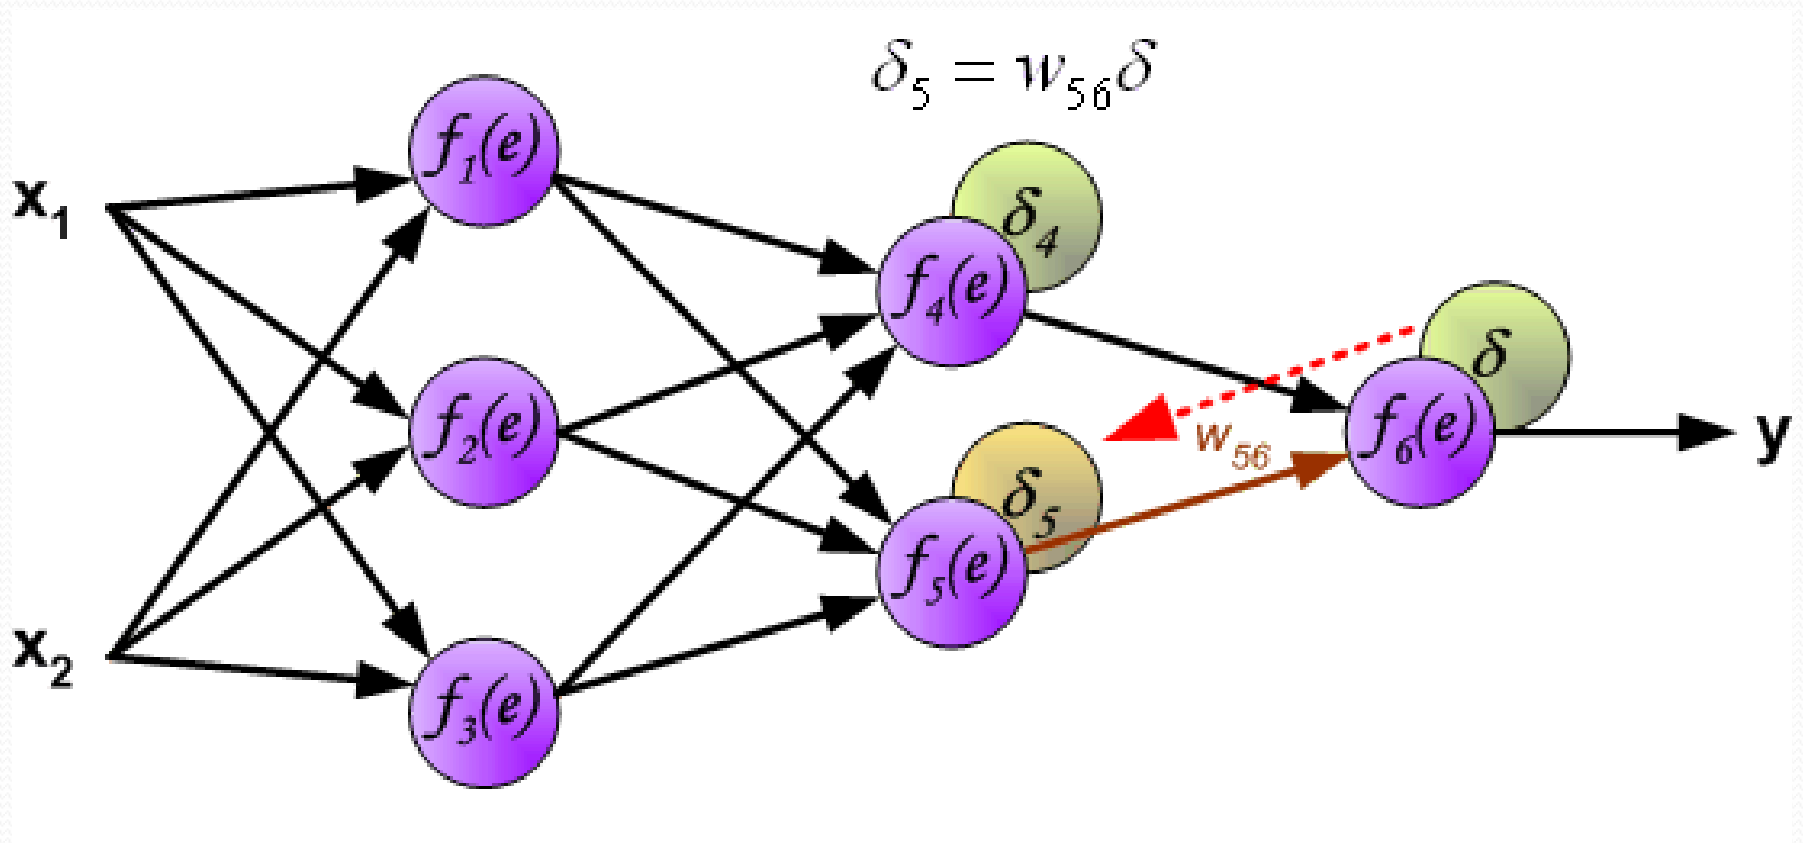 δ₅ = w₅₆δ
f₁(e)
x₁
δ₄
f₄(e)
δ
f₂(e)
w₅₆
f₆(e)
y
δ₅
f₅(e)
x₂
f₃(e)